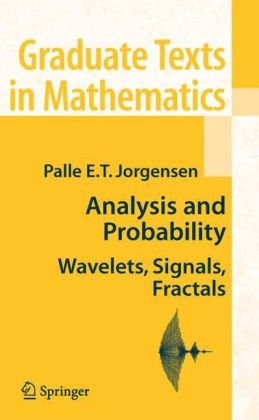 Graduate Texts
in Mathematics
Palle E.T. Jorgensen
Analysis and
Probability
Wavelets, Signals,
Fractals
Springer